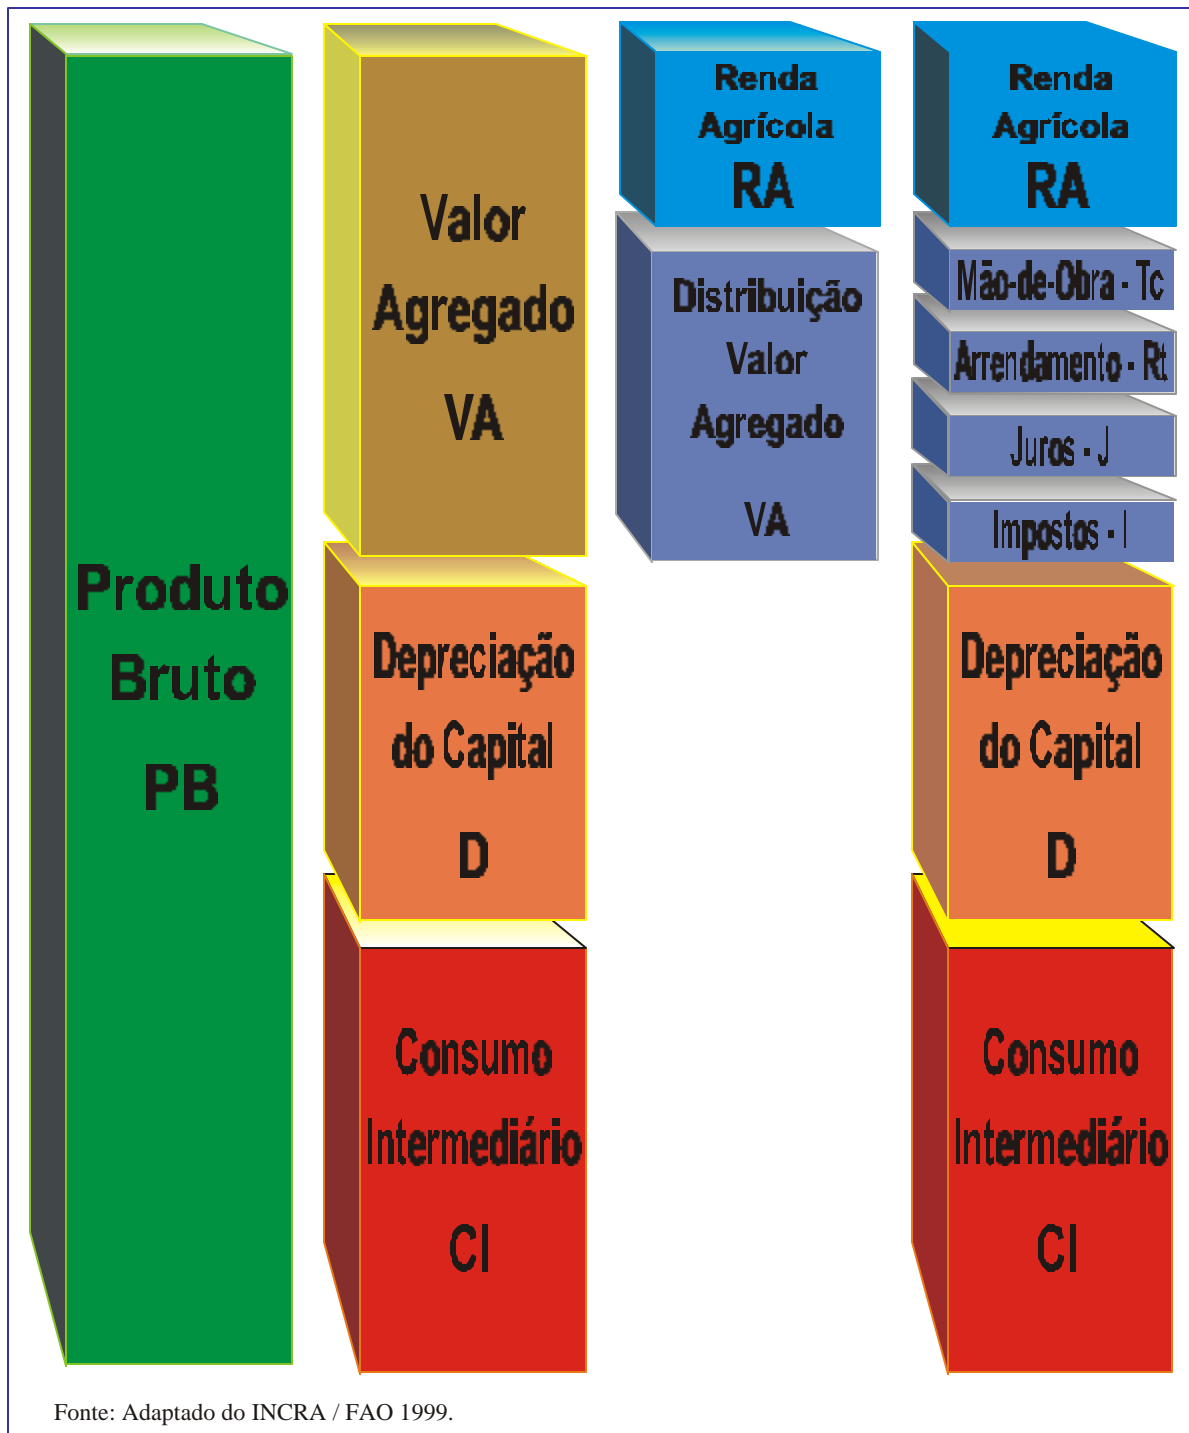 Produto
Bruto
PB
Valor
Agregado
VA
Depreciação
do Capital
D
Consumo
Intermediário
CI
Renda
Agrícola
RA
Distribuição
Valor
Agregado
VA
Renda
Agrícola
RA
Mão-de-Obra - Tc
Arrendamento - Rt
Juros - J
Impostos - I
Depreciação
do Capital
D
Consumo
Intermediário
CI
Fonte: Adaptado do INCRA / FAO 1999.